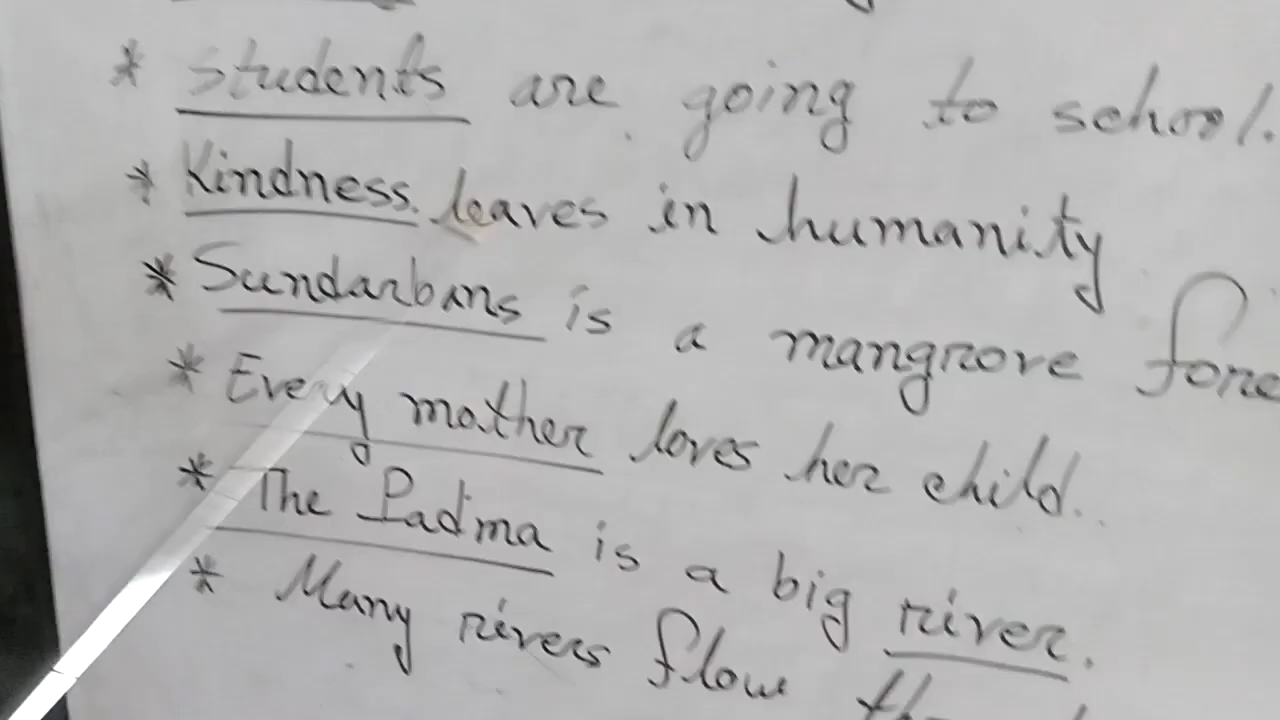 * students are going to school.
* Kindness leaves in humanity
* Sundarbans is a mangrove fore
* Every mother loves her child.
* The Padma is a big river.
* Many rivers flow